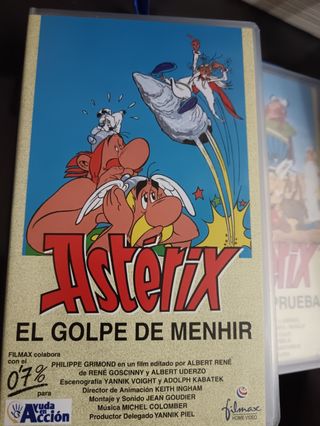 Astérix
EL GOLPE DE MENHIR
FILMAX colabora
con el
0'7%
para
Ayuda
en Acción
PHILIPPE GRIMOND en un film editado por ALBERT RENÉ
de RENÉ GOSCINNY y ALBERT UDERZO
Escenografía YANNIK VOIGHT y ADOLPH KABATEK
Director de Animación KEITH INGHAM
Montaje y Sonido JEAN GOUDIER
Música MICHEL COLOMBIER
Productor Delegado YANNIK PIEL
filmax
HOME VIDEO
IX
PRUEBA